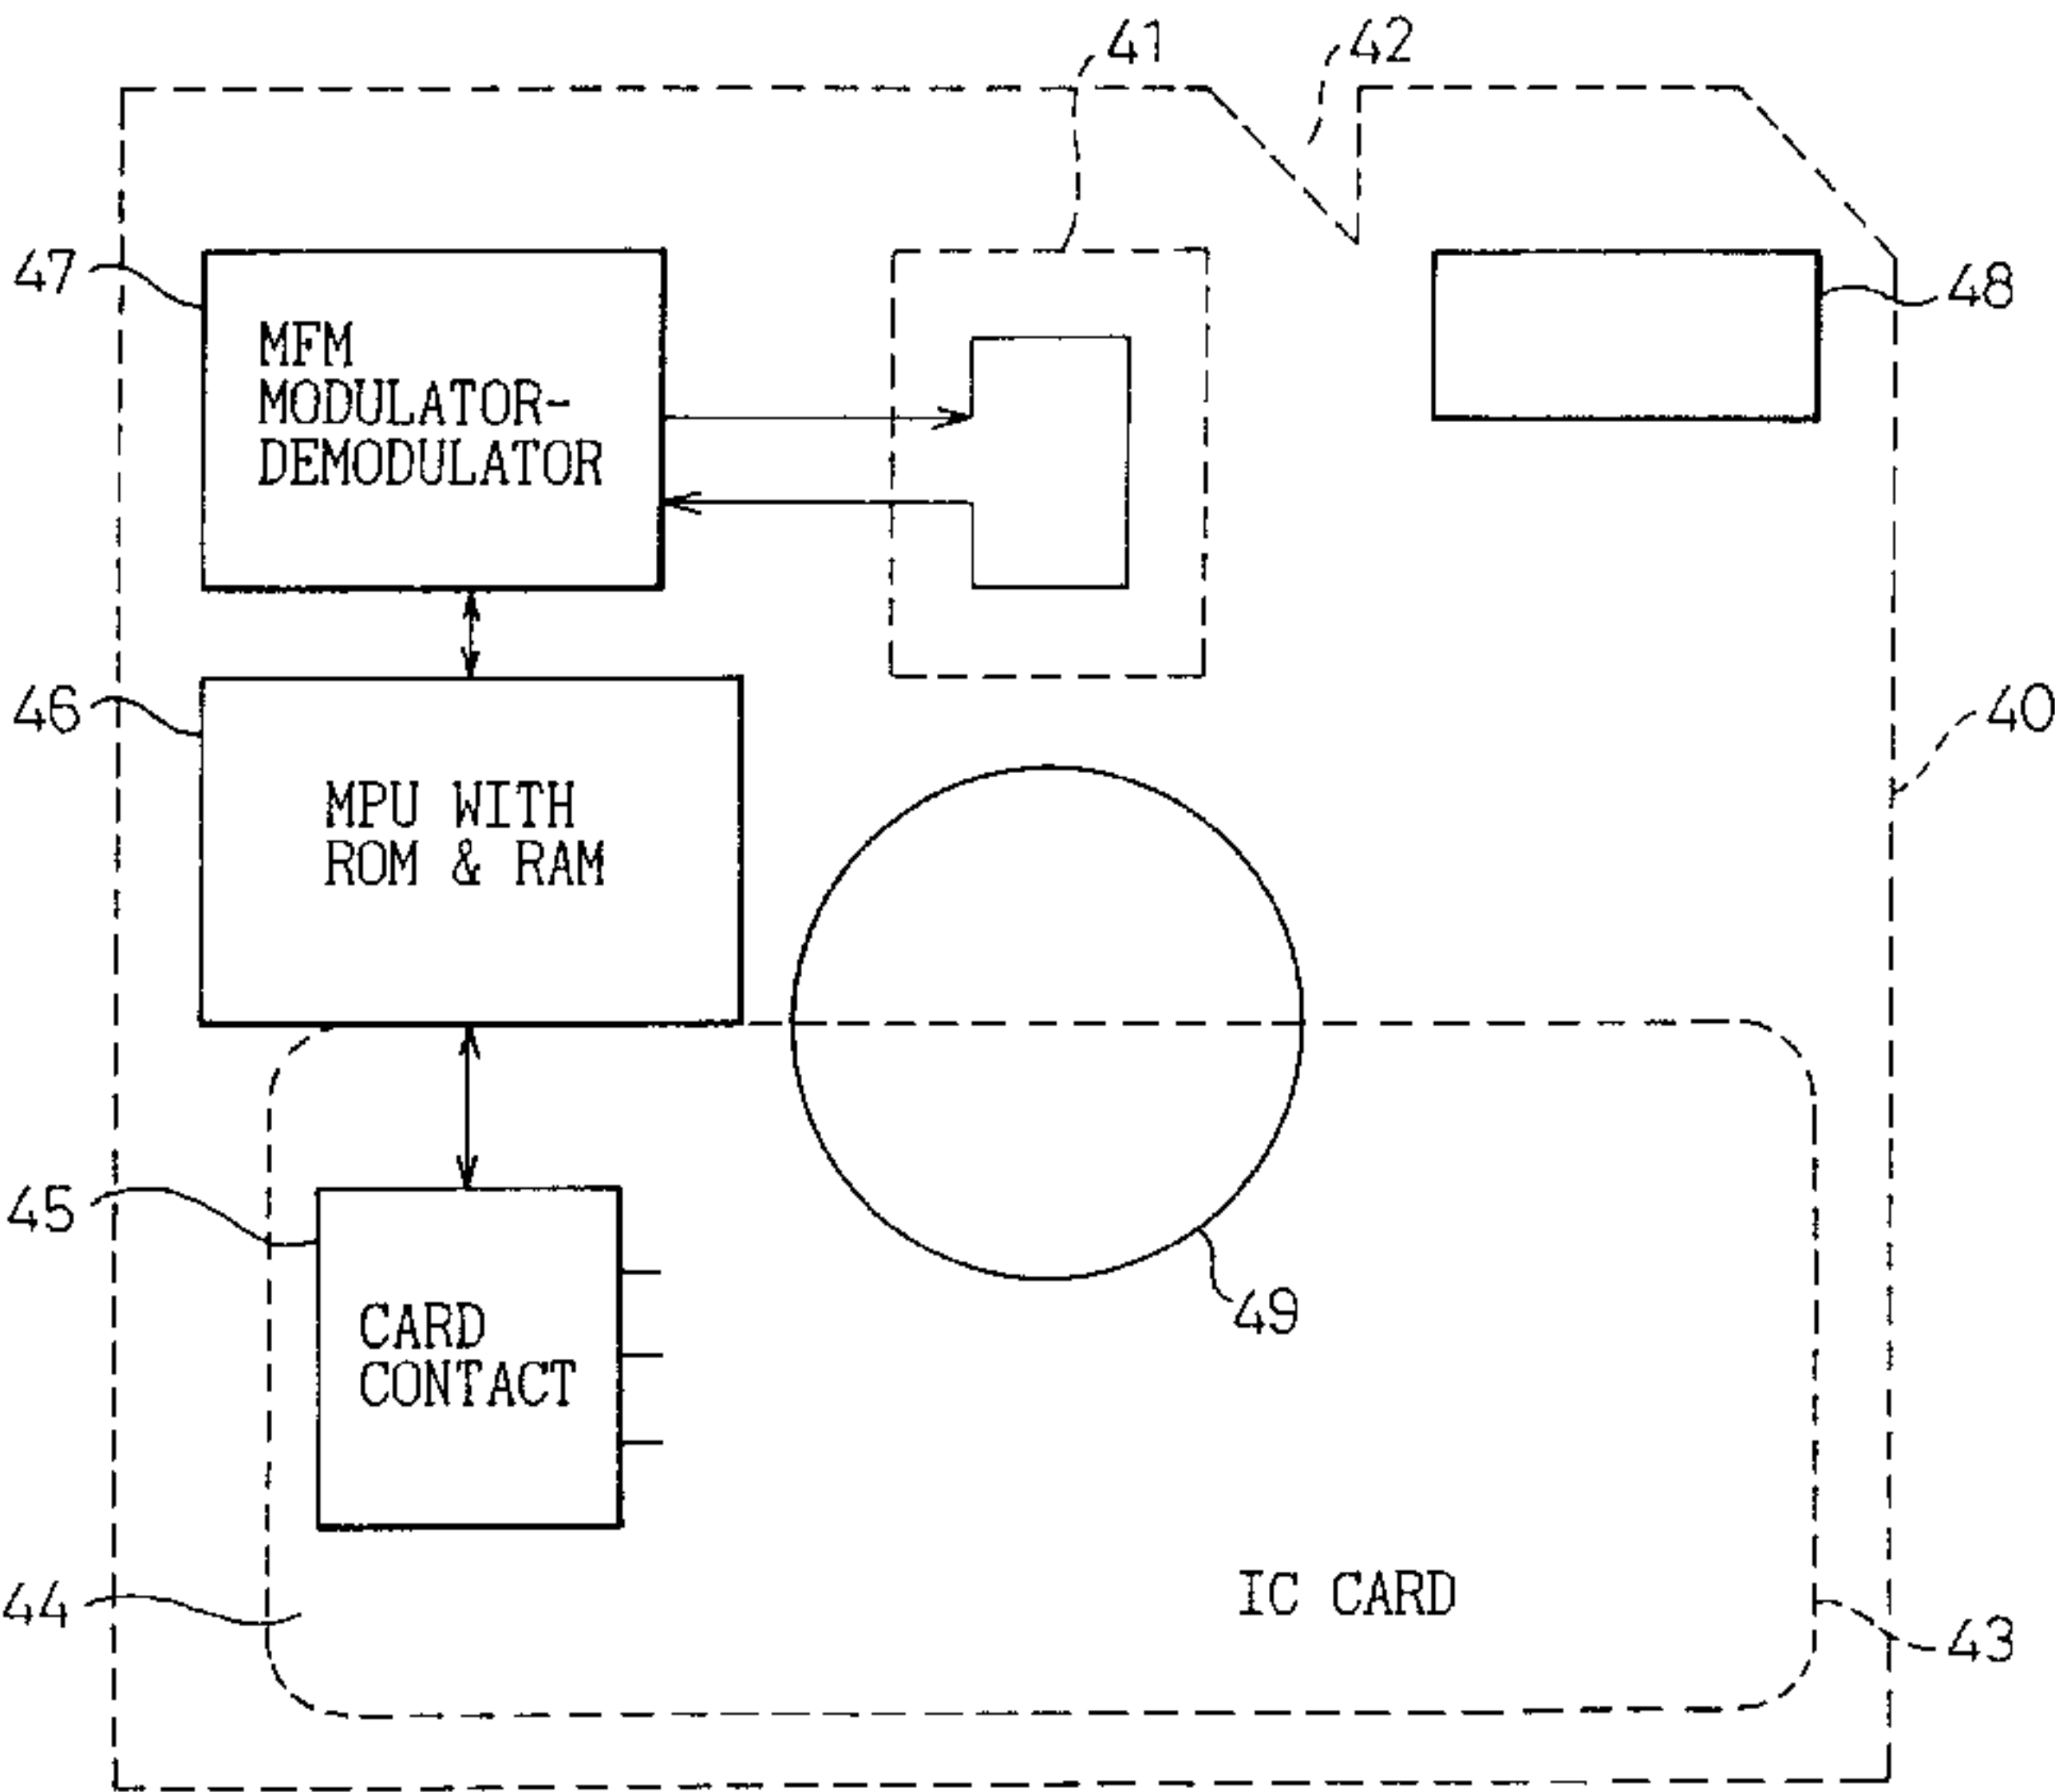 41
42
47
MFM
MODULATOR-
DEMODULATOR
48
46
MPU WITH
ROM & RAM
40
45
CARD
CONTACT
49
44
IC CARD
43